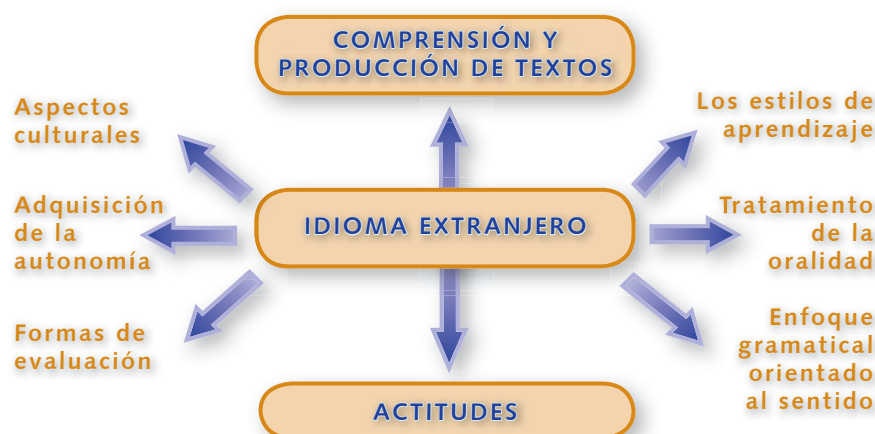 COMPRENSIÓN Y
PRODUCCIÓN DE TEXTOS
Aspectos
culturales
Los estilos de
aprendizaje
Adquisición
de la
autonomía
IDIOMA EXTRANJERO
Tratamiento
de la
oralidad
Formas de
evaluación
Enfoque
gramatical
orientado
al sentido
ACTITUDES